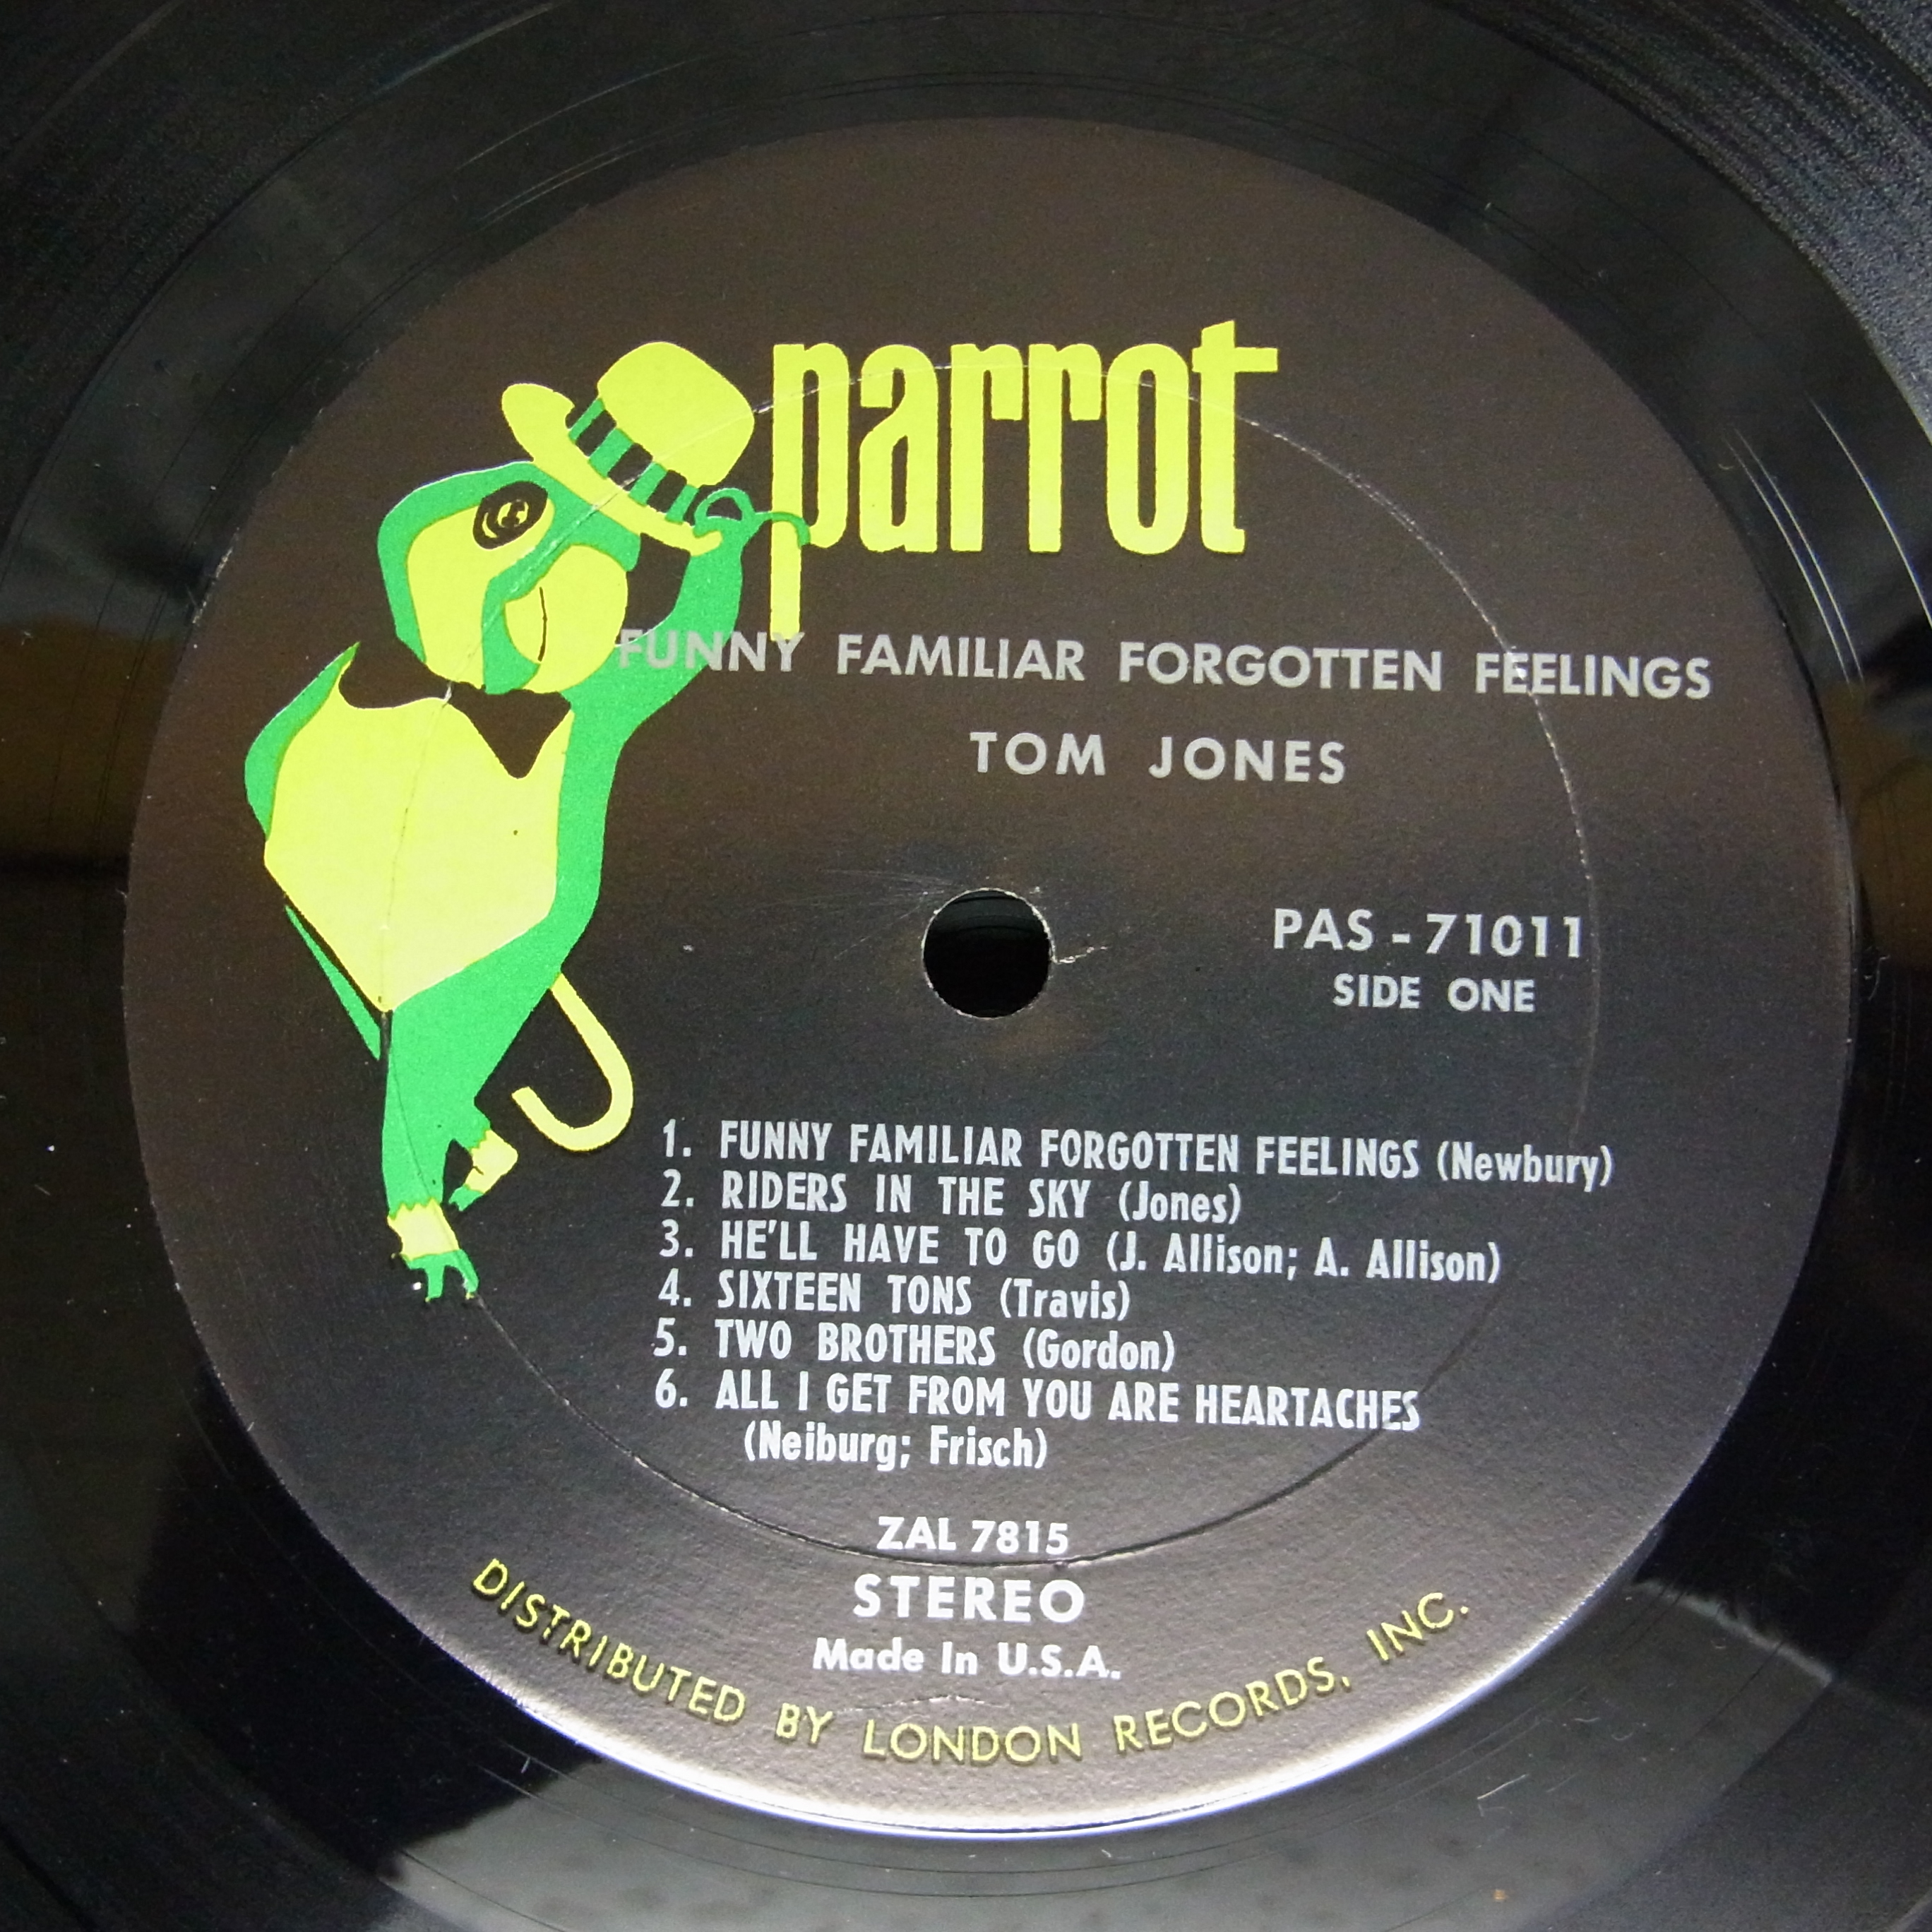 parrot
FUNNY FAMILIAR FORGOTTEN FEELINGS
TOM JONES
PAS - 71011
SIDE ONE
1. FUNNY FAMILIAR FORGOTTEN FEELINGS (Newbury)
2. RIDERS IN THE SKY (Jones)
3. HE'LL HAVE TO GO (J. Allison; A. Allison)
4. SIXTEEN TONS (Travis)
5. TWO BROTHERS (Gordon)
6. ALL I GET FROM YOU ARE HEARTACHES
(Neiburg; Frisch)
ZAL 7815
STEREO
Made In U.S.A.
DISTRIBUTED BY LONDON RECORDS, INC.